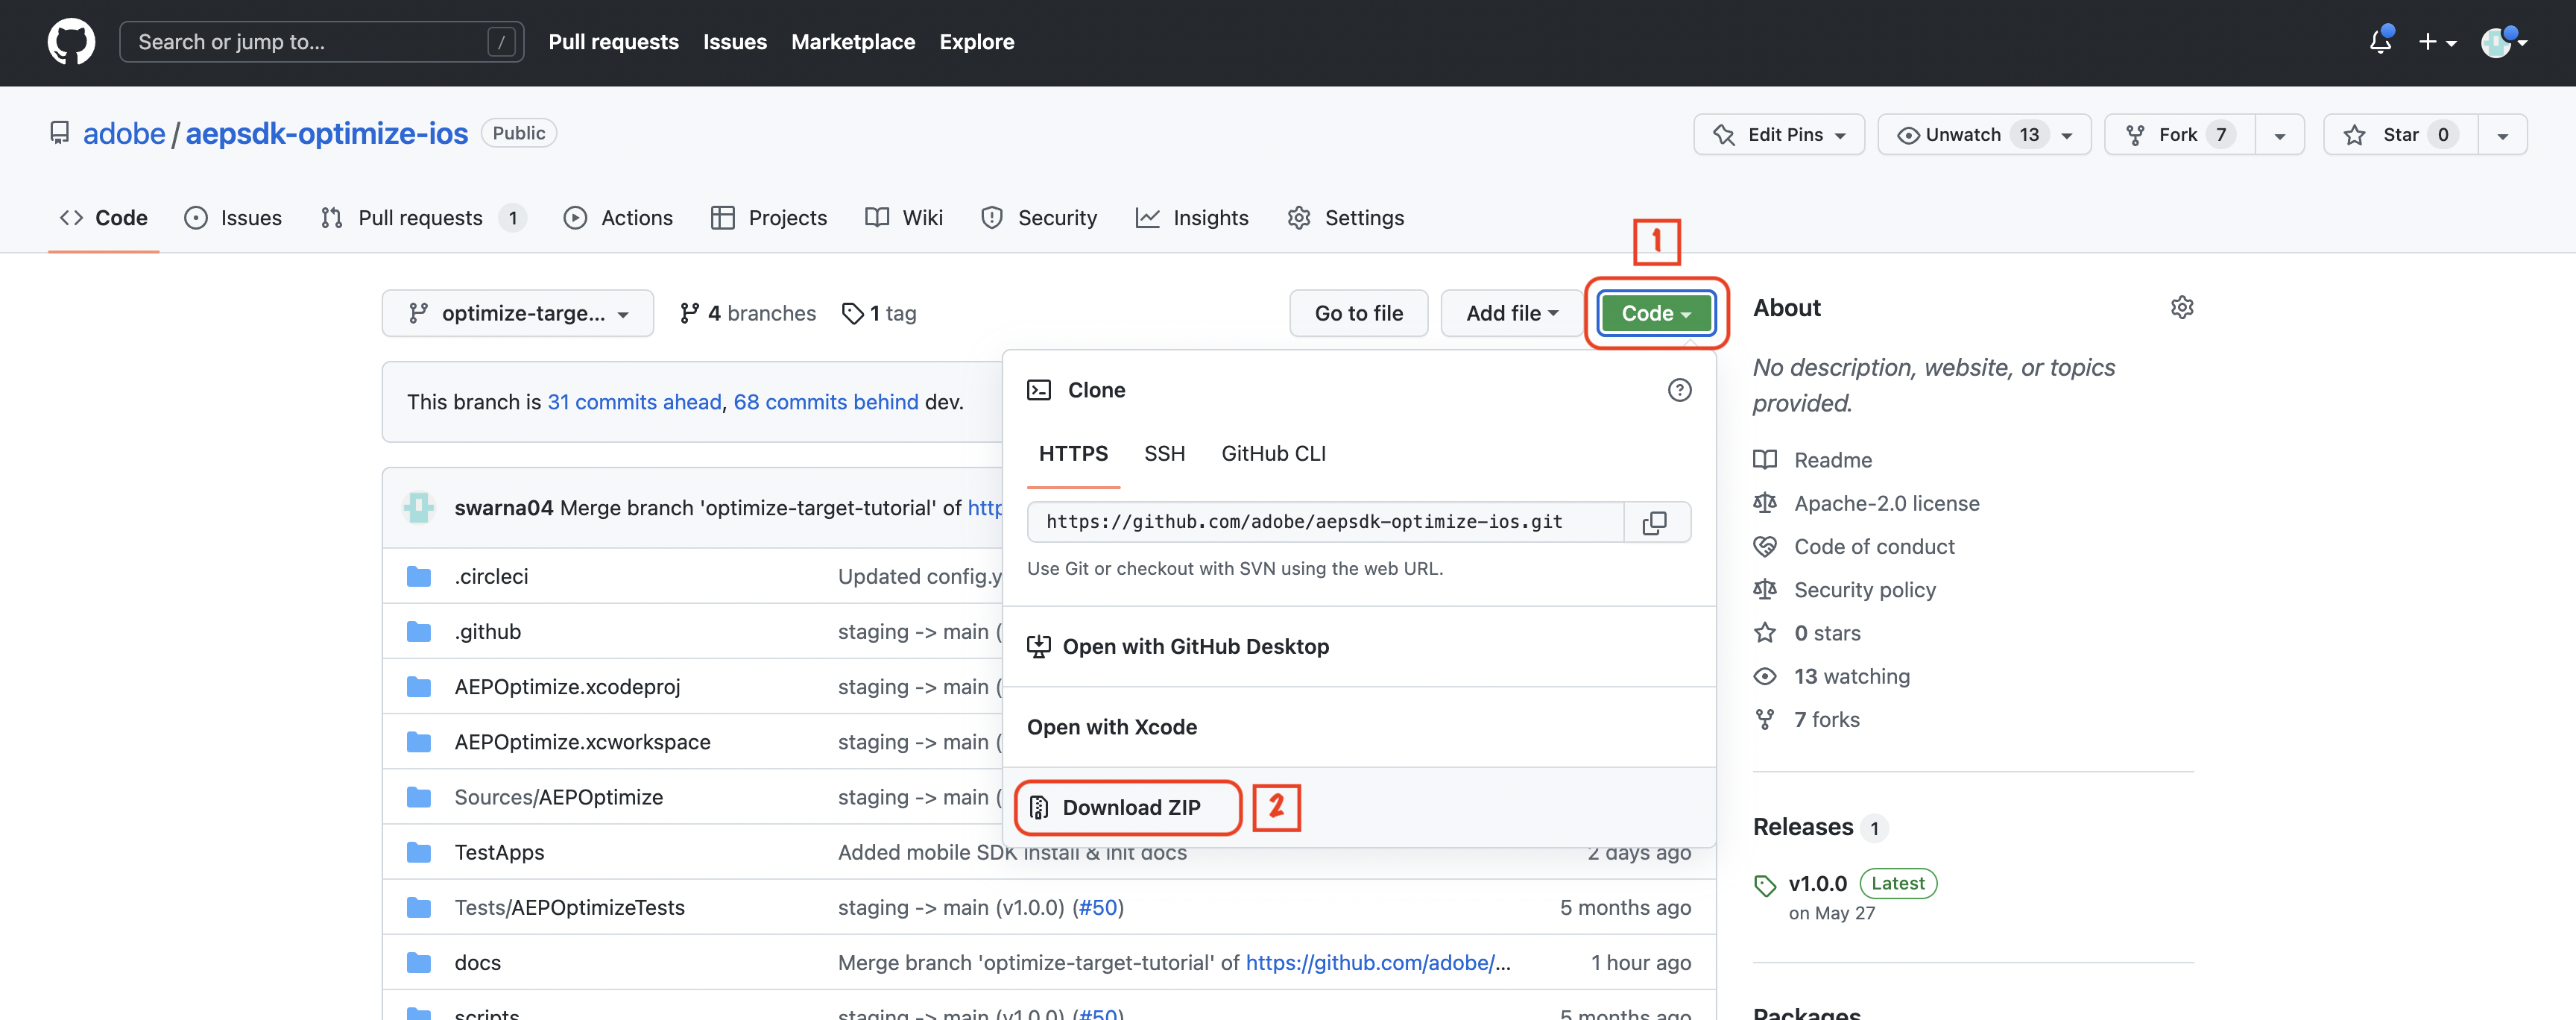 Search or jump to... / Pull requests Issues Marketplace Explore
adobe / aepsdk-optimize-ios Public Edit Pins Unwatch 13 Fork 7 Star 0
Code Issues Pull requests 1 Actions Projects Wiki Security Insights Settings
1
optimize-targe... 4 branches 1 tag Go to file Add file Code
This branch is 31 commits ahead, 68 commits behind dev.
Clone
HTTPS SSH GitHub CLI
https://github.com/adobe/aepsdk-optimize-ios.git
Use Git or checkout with SVN using the web URL.
Open with GitHub Desktop
Open with Xcode
Download ZIP 2
swarna04 Merge branch 'optimize-target-tutorial' of http
.circleci Updated config.y
.github staging -> main (
AEPOptimize.xcodeproj staging -> main (
AEPOptimize.xcworkspace staging -> main (
Sources/AEPOptimize staging -> main (
TestApps Added mobile SDK install & init docs 2 days ago
Tests/AEPOptimizeTests staging -> main (v1.0.0) (#50) 5 months ago
docs Merge branch 'optimize-target-tutorial' of https://github.com/adobe/... 1 hour ago
scripts staging -> main (v1.0.0) (#50) 5 months ago
About
No description, website, or topics
provided.
Readme
Apache-2.0 license
Code of conduct
Security policy
0 stars
13 watching
7 forks
Releases 1
v1.0.0 Latest
on May 27
Packages